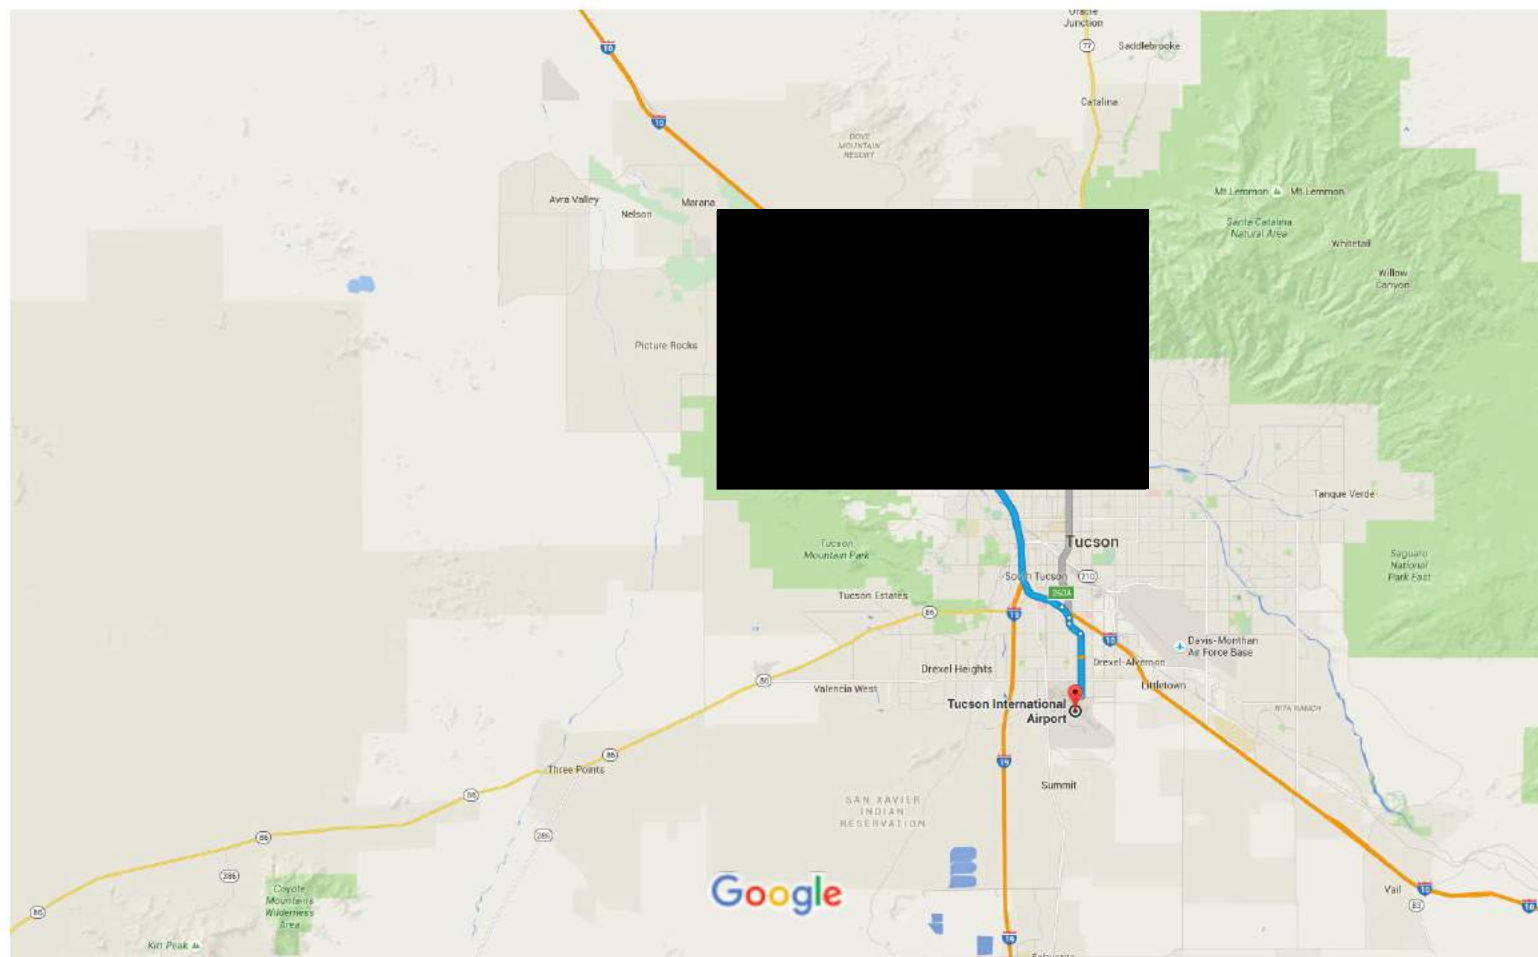 Oracle
Junction
10
77
Saddlebrooke
Catalina
10
DOVE
MOUNTAIN
RESORT
Mt Lemmon
Mt Lemmon
Avra Valley
Marana
Nelson
Santa Catalina
Natural Area
Whitetail
Willow
Canyon
Picture Rocks
Tanque Verde
Tucson
Tucson
Mountain Park
Saguaro
National
Park East
South Tucson
210
Tucson Estates
86
19
10
Davis-Monthan
Air Force Base
Drexel Heights
Drexel-Alvernon
86
Valencia West
Littletown
Tucson International
Airport
RITA RANCH
86
Three Points
19
Summit
86
SAN XAVIER
INDIAN
RESERVATION
86
286
386
Google
Coyote
Mountains
Wilderness
Area
Vail
10
83
86
10
Kitt Peak
19